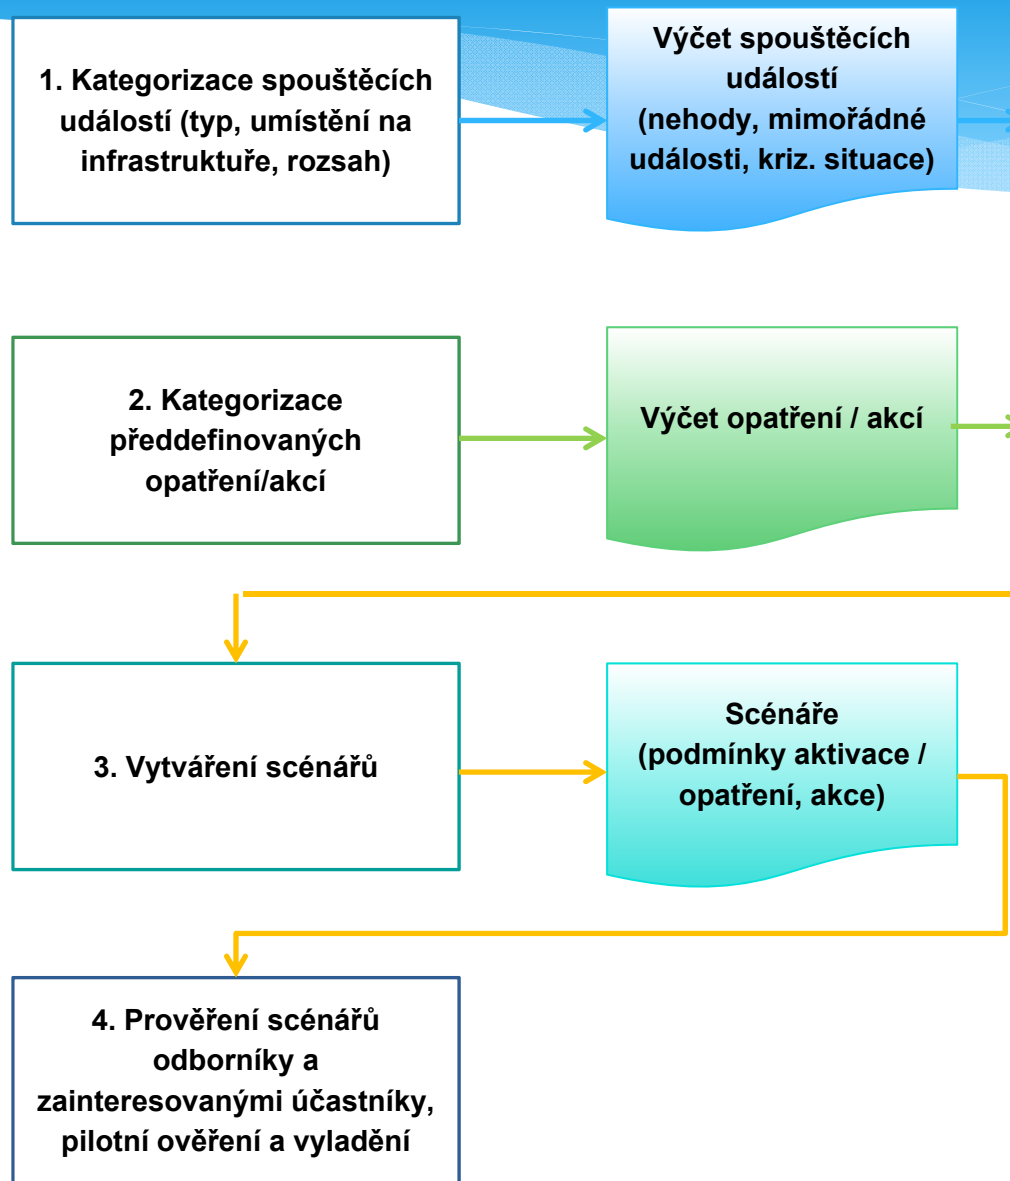 1. Kategorizace spouštěcích
událostí (typ, umístění na
infrastruktuře, rozsah)
Výčet spouštěcích
událostí
(nehody, mimořádné
události, kriz. situace)
2. Kategorizace
předdefinovaných
opatření/akcí
Výčet opatření / akcí
3. Vytváření scénářů
Scénáře
(podmínky aktivace /
opatření, akce)
4. Prověření scénářů
odborníky a
zainteresovanými účastníky,
pilotní ověření a vyladění